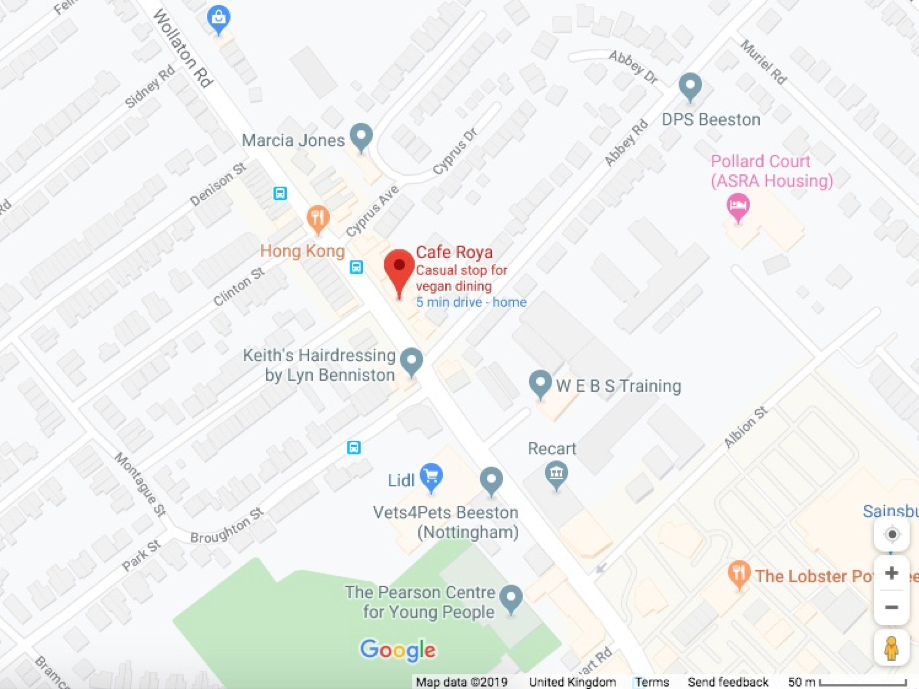 Wollaton Rd
Sidney Rd
Abbey Dr
Muriel Rd
DPS Beeston
Marcia Jones
Cyprus Dr
Abbey Rd
Denison St
Pollard Court
(ASRA Housing)
Cyprus Ave
Hong Kong
Cafe Roya
Casual stop for
vegan dining
5 min drive - home
Clinton St
Keith's Hairdressing
by Lyn Benniston
W E B S Training
Albion St
Recart
Lidl
Montague St
Vets4Pets Beeston
(Nottingham)
Sainsbu
Broughton St
Park St
The Lobster Po
The Pearson Centre
for Young People
Google
Map data ©2019
United Kingdom
Terms
Send feedback
50 m